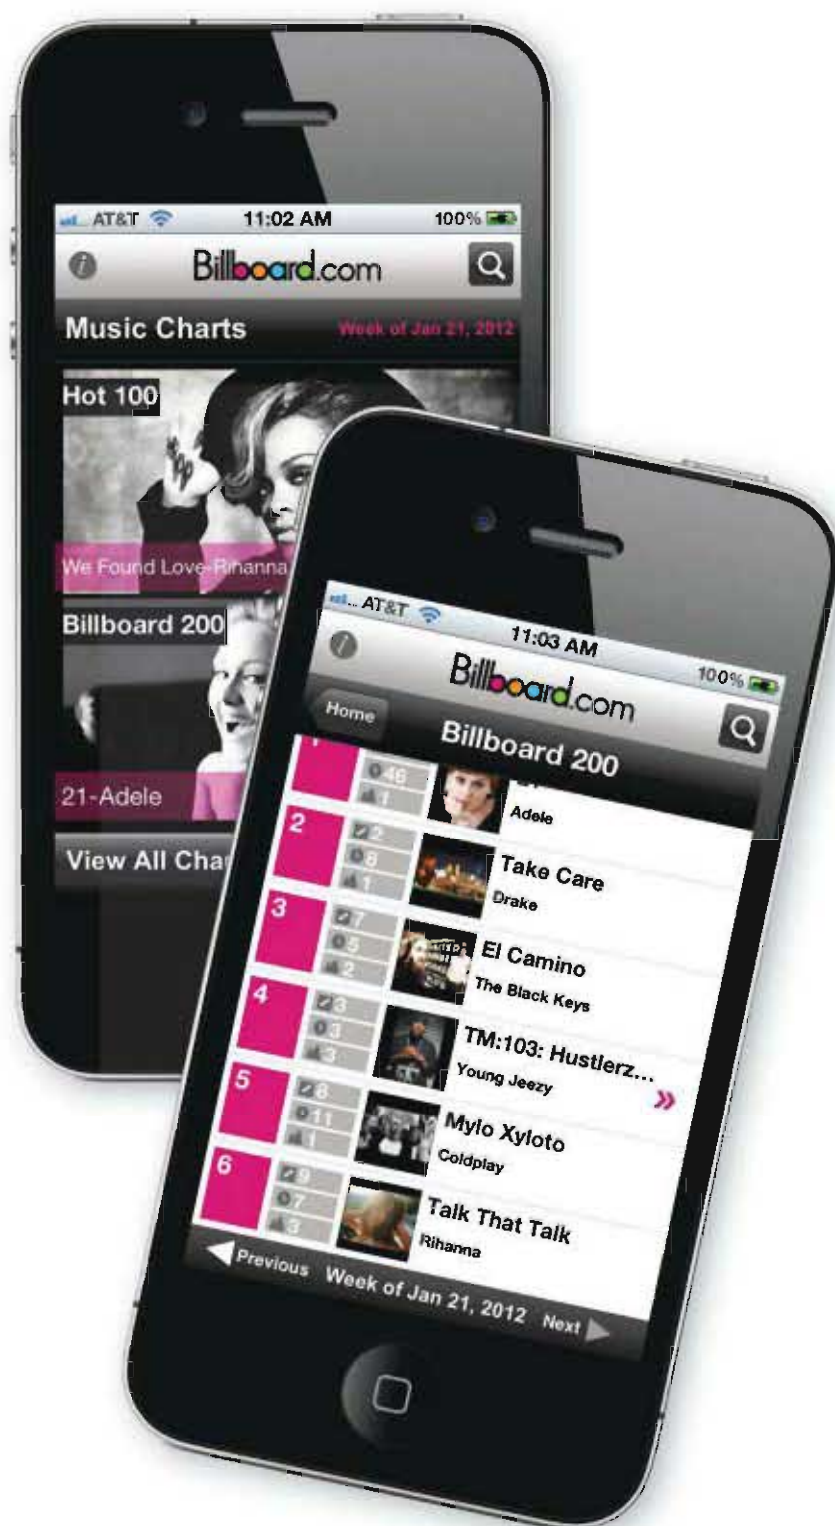 AT&T 11:02 AM 100%
i Billboard.com
Music Charts Week of Jan 21, 2012
Hot 100
We Found Love-Rihanna
Billboard 200
21-Adele
View All
AT&T 11:03 AM 100%
i Billboard.com
Home Billboard 200
1
46
1
Adele
2
2
8
1
Take Care
Drake
3
7
5
2
El Camino
The Black Keys
4
3
3
3
TM:103: Hustlerz...
Young Jeezy
5
8
11
1
Mylo Xyloto
Coldplay
6
9
7
3
Talk That Talk
Rihanna
Previous Week of Jan 21, 2012 Next